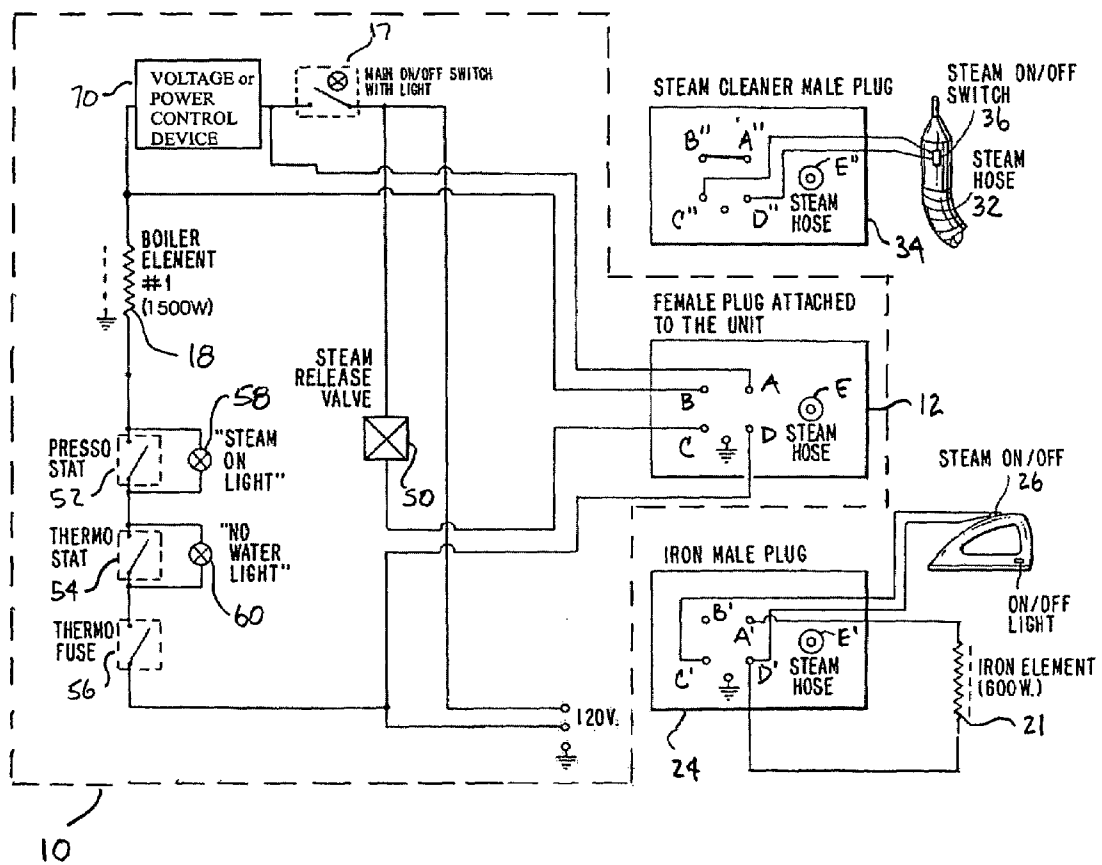 17
70
VOLTAGE or
POWER
CONTROL
DEVICE
MAIN ON/OFF SWITCH
WITH LIGHT
STEAM CLEANER MALE PLUG
B" A"
E"
STEAM
HOSE
C" D"
34
STEAM ON/OFF
SWITCH
36
STEAM
HOSE
32
BOILER
ELEMENT
#1
(1500W)
18
STEAM
RELEASE
VALVE
50
FEMALE PLUG ATTACHED
TO THE UNIT
A
B
E
C
D
STEAM
HOSE
12
PRESSO
STAT
52
58
"STEAM
ON
LIGHT"
THERMO
STAT
54
"NO
WATER
LIGHT"
60
THERMO
FUSE
56
STEAM ON/OFF
26
ON/OFF
LIGHT
IRON MALE PLUG
B'
A'
E'
C'
D'
STEAM
HOSE
24
IRON ELEMENT
(600W.)
21
120V.
10